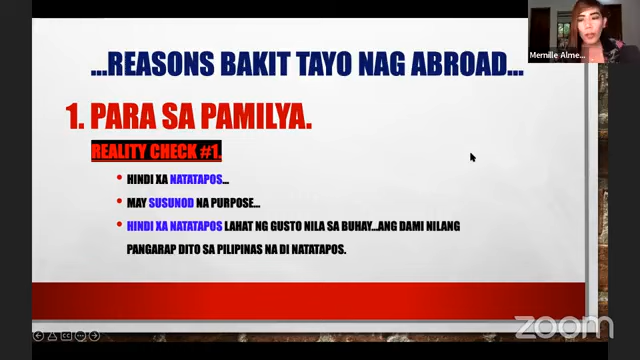 Mernille Alme...
...REASONS BAKIT TAYO NAG ABROAD...
1. PARA SA PAMILYA.
REALITY CHECK #1.
• HINDI XA NATATAPOS...
• MAY SUSUNOD NA PURPOSE...
• HINDI XA NATATAPOS LAHAT NG GUSTO NILA SA BUHAY...ANG DAMI NILANG
PANGARAP DITO SA PILIPINAS NA DI NATATAPOS.
zoom